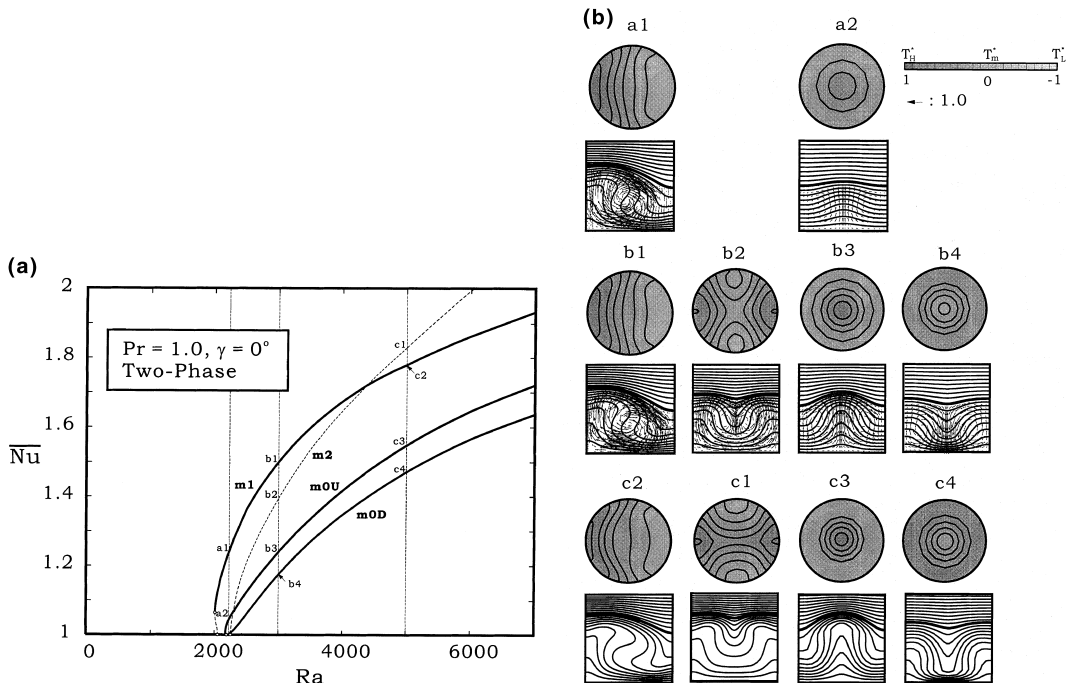 (b)
a1
a2
T*H T*m T*L
1 0 -1
: 1.0
(a)
b1 b2 b3 b4
2
1.8
1.6
1.4
1.2
1
Nu
Pr = 1.0, γ = 0°
Two-Phase
c1
c2
b1
m2
c3
m1
b2
m0U
c4
m0D
a1
b3
b4
a2
0 2000 4000 6000
Ra
c2 c1 c3 c4